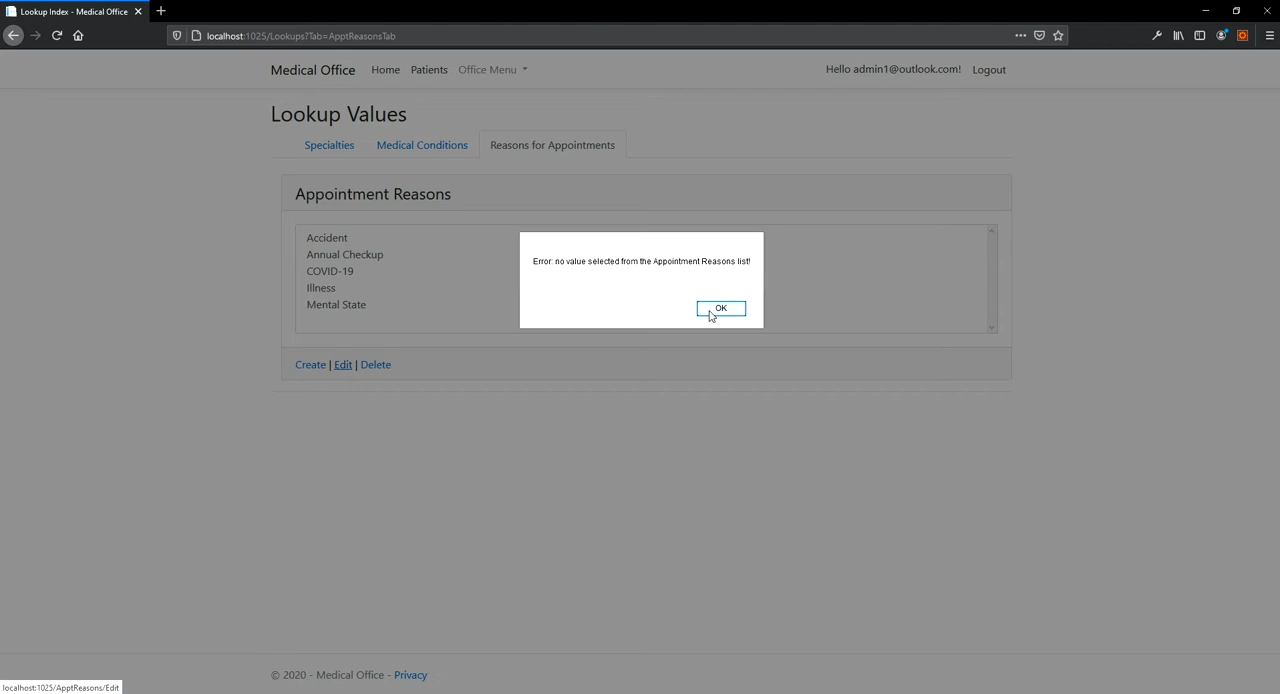 Lookup Index - Medical Office
localhost:1025/Lookups?Tab=ApptReasonsTab
Medical Office Home Patients Office Menu Hello admin1@outlook.com! Logout
Lookup Values
Specialties Medical Conditions Reasons for Appointments
Appointment Reasons
Accident
Annual Checkup
COVID-19
Illness
Mental State
Error: no value selected from the Appointment Reasons list!
OK
Create | Edit | Delete
© 2020 - Medical Office - Privacy
localhost:1025/ApptReasons/Edit